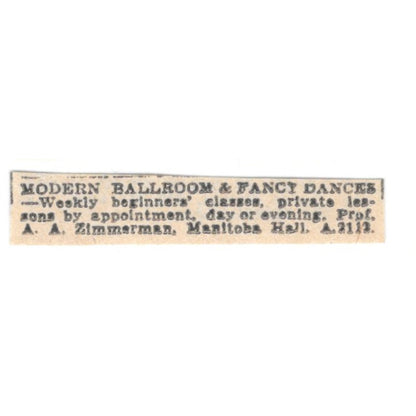 MODERN BALLROOM & FANCY DANCES
—Weekly beginners' classes, private les-
sons by appointment, day or evening. Prof.
A. A. Zimmerman, Manitoba Hall. A.2113.